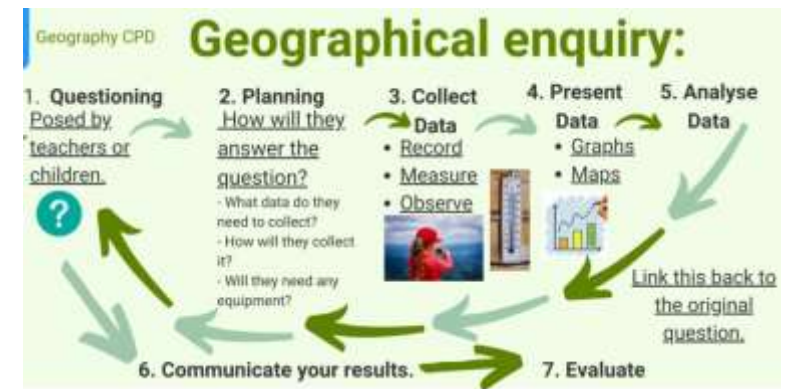 Geography CPD
Geographical enquiry:
1. Questioning
Posed by
teachers or
children.
?
2. Planning
How will they
answer the
question?
- What data do they
need to collect?
- How will they collect
it?
- Will they need any
equipment?
3. Collect
Data
• Record
• Measure
• Observe
4. Present
Data
• Graphs
• Maps
5. Analyse
Data
Link this back to
the original
question.
6. Communicate your results.
7. Evaluate